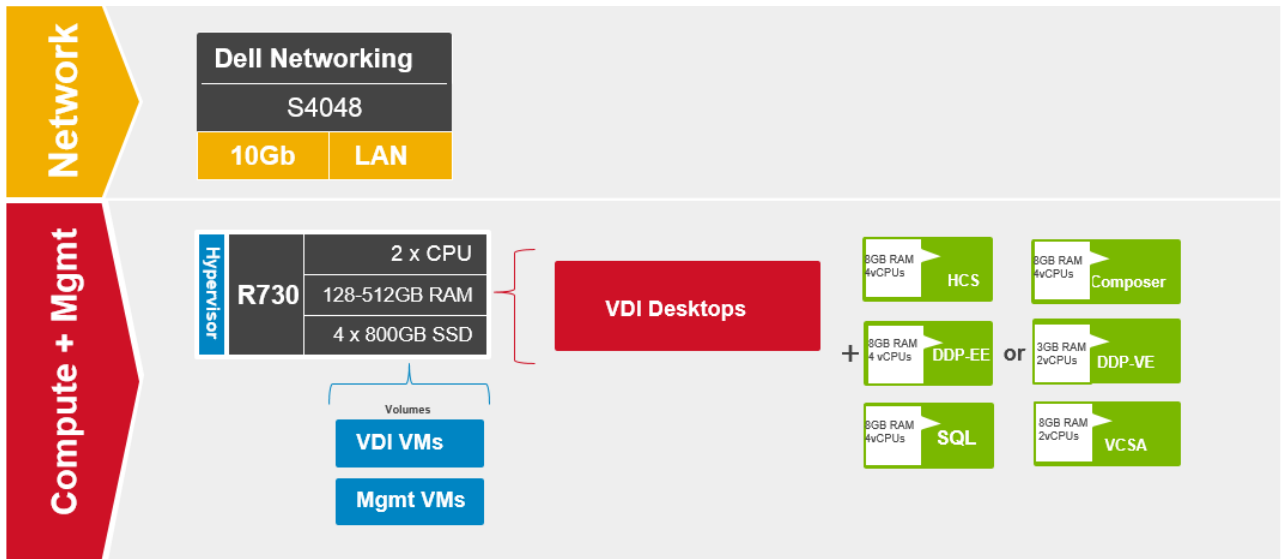 Network
Dell Networking
S4048
10Gb
LAN
Compute + Mgmt
Hypervisor
R730
2 x CPU
128-512GB RAM
4 x 800GB SSD
Volumes
VDI VMs
Mgmt VMs
VDI Desktops
+
8GB RAM
4vCPUs
HCS
8GB RAM
4vCPUs
Composer
8GB RAM
4 vCPUs
DDP-EE
or
3GB RAM
2vCPUs
DDP-VE
8GB RAM
4vCPUs
SQL
8GB RAM
2vCPUs
VCSA